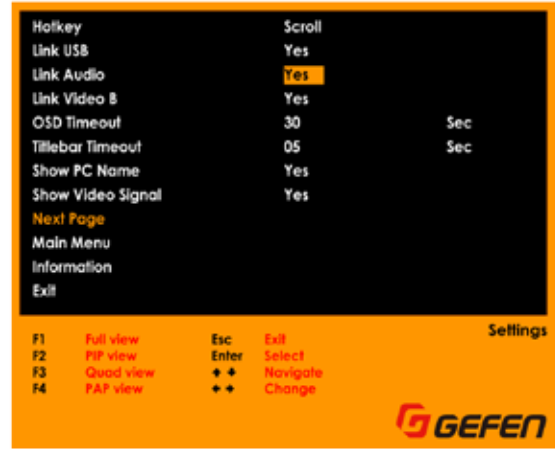 Hotkey Scroll
Link USB Yes
Link Audio Yes
Link Video B Yes
OSD Timeout 30 Sec
Titlebar Timeout 05 Sec
Show PC Name Yes
Show Video Signal Yes
Next Page
Main Menu
Information
Exit
Settings
F1 Full view Esc Exit
F2 PIP view Enter Select
F3 Quad view Navigate
F4 PAP view Change
GEFEN